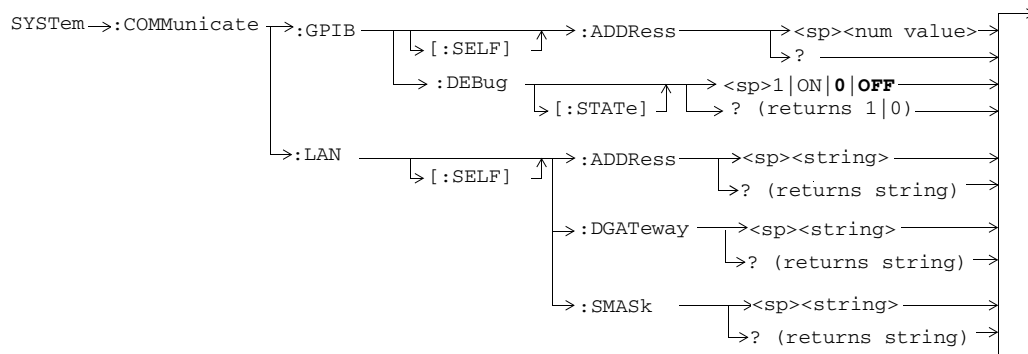 SYSTem :COMMunicate :GPIB [:SELF] :ADDRess <sp><num value>
?
:DEBug [:STATe] <sp>1|ON|0|OFF
? (returns 1|0)
:LAN [:SELF] :ADDRess <sp><string>
? (returns string)
:DGATeway <sp><string>
? (returns string)
:SMASk <sp><string>
? (returns string)